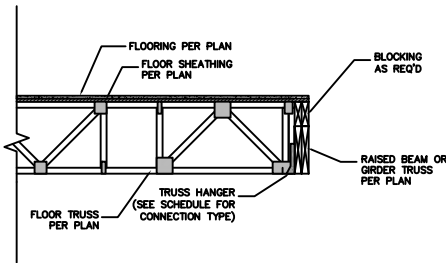 FLOORING PER PLAN
FLOOR SHEATHING
PER PLAN
BLOCKING
AS REQ'D
RAISED BEAM OR
GIRDER TRUSS
PER PLAN
TRUSS HANGER
(SEE SCHEDULE FOR
CONNECTION TYPE)
FLOOR TRUSS
PER PLAN